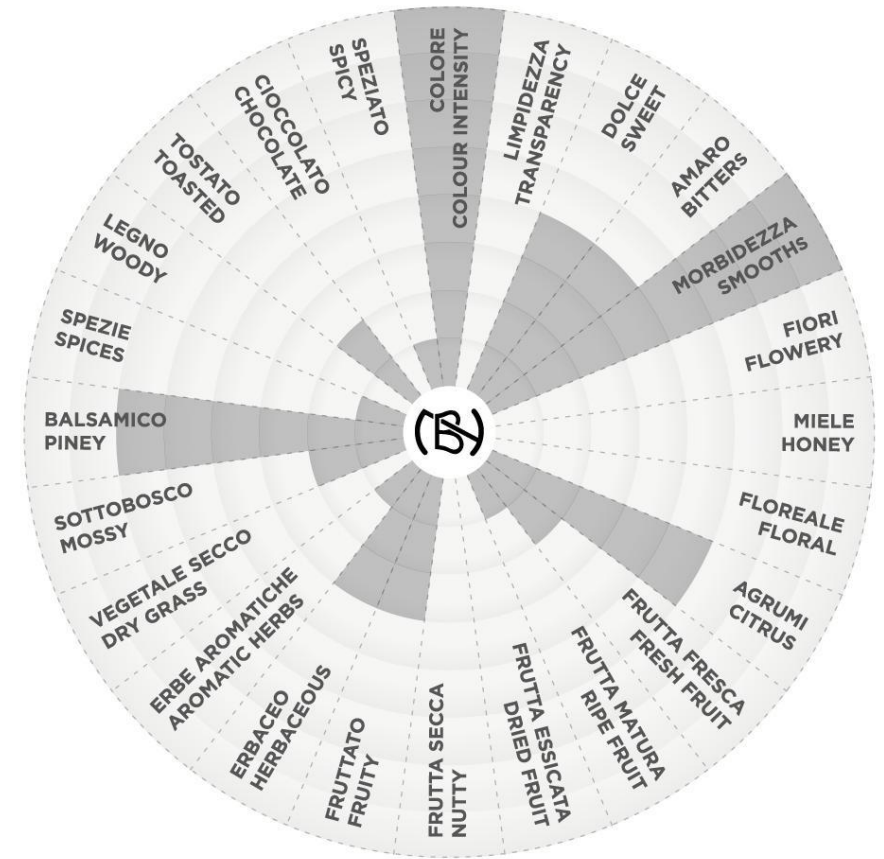 COLORE
COLOUR INTENSITY
LIMPIDEZZA
TRANSPARENCY
DOLCE
SWEET
AMARO
BITTERS
MORBIDEZZA
SMOOTHs
FIORI
FLOWERY
MIELE
HONEY
FLOREALE
FLORAL
AGRUMI
CITRUS
FRUTTA FRESCA
FRESH FRUIT
FRUTTA MATURA
RIPE FRUIT
FRUTTA ESSICATA
DRIED FRUIT
FRUTTA SECCA
NUTTY
FRUTTATO
FRUITY
ERBACEO
HERBACEOUS
ERBE AROMATICHE
AROMATIC HERBS
VEGETALE SECCO
DRY GRASS
SOTTOBOSCO
MOSSY
BALSAMICO
PINEY
SPEZIE
SPICES
LEGNO
WOODY
TOSTATO
TOASTED
CIOCCOLATO
CHOCOLATE
SPEZIATO
SPICY